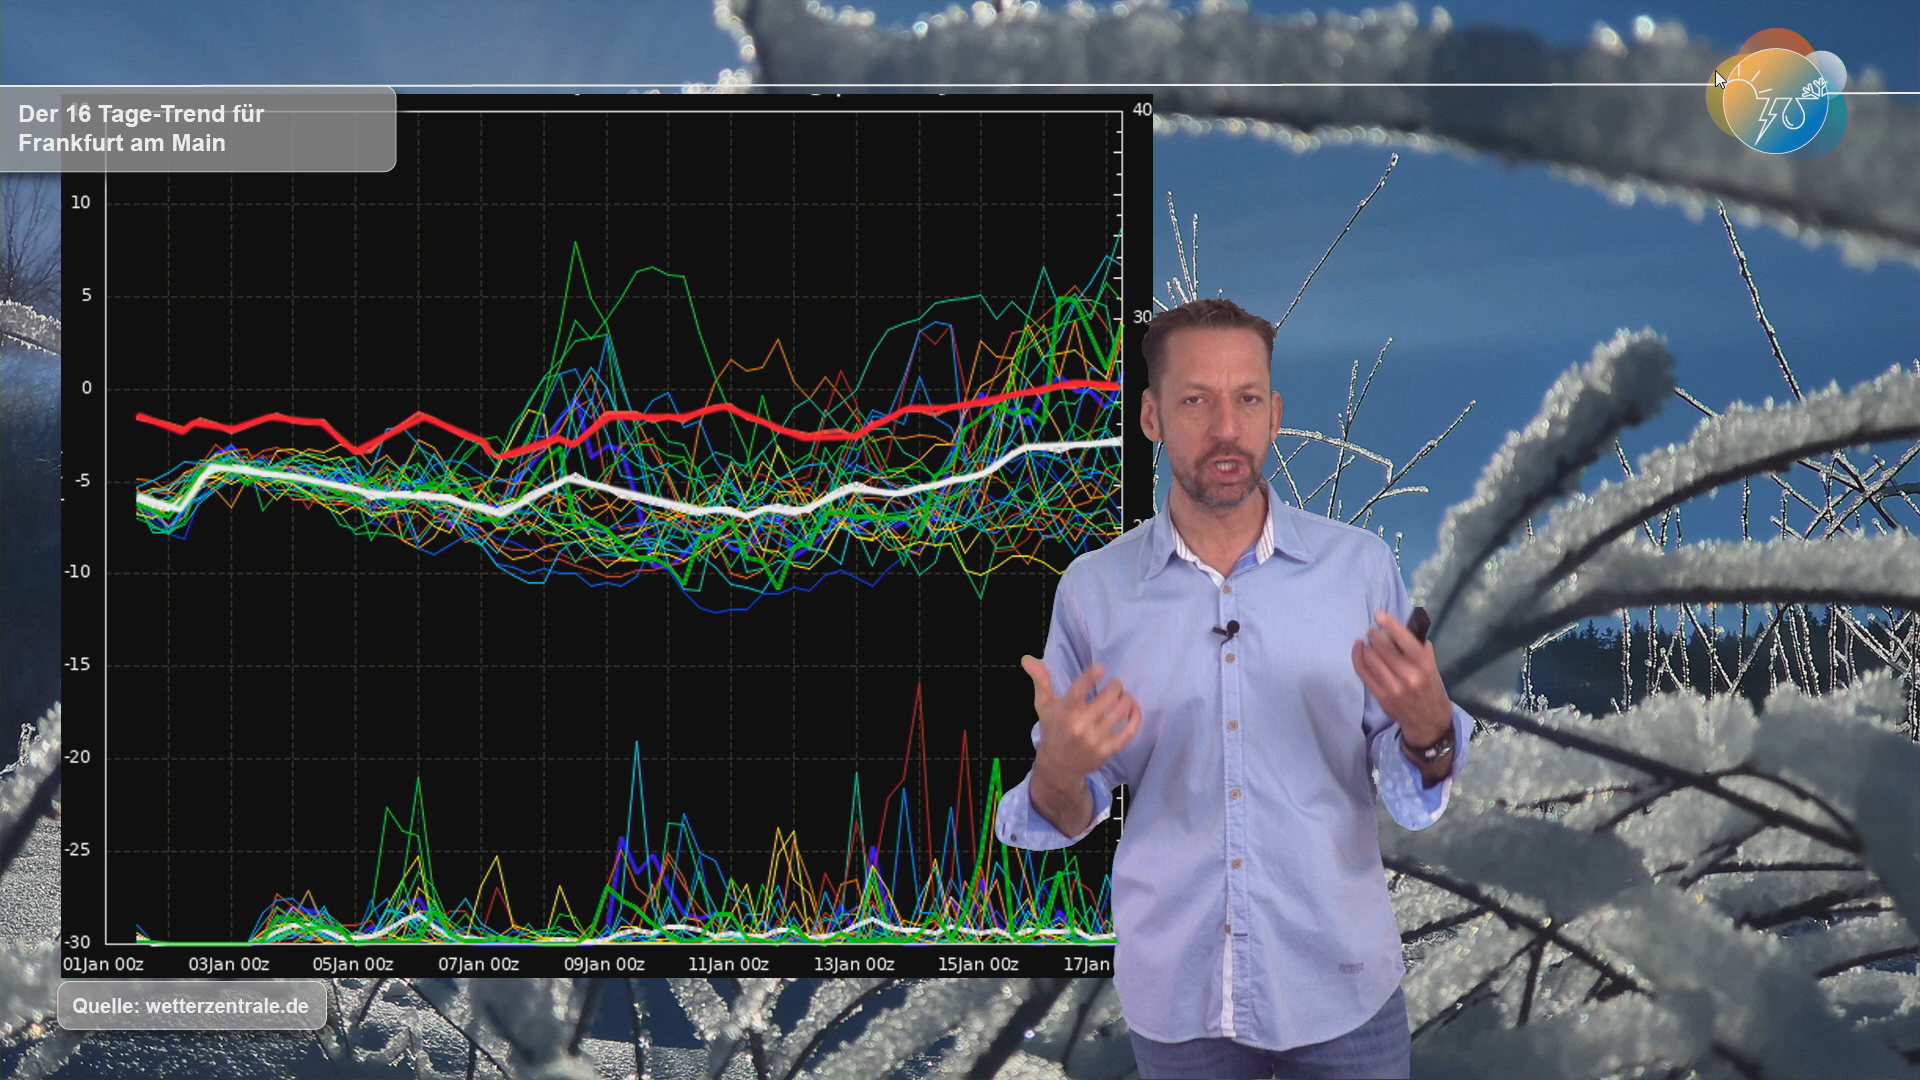 Der 16 Tage-Trend für
Frankfurt am Main
40
10
5
0
-5
-10
-15
-20
-25
-30
30
01Jan 00z 03Jan 00z 05Jan 00z 07Jan 00z 09Jan 00z 11Jan 00z 13Jan 00z 15Jan 00z 17Jan
Quelle: wetterzentrale.de